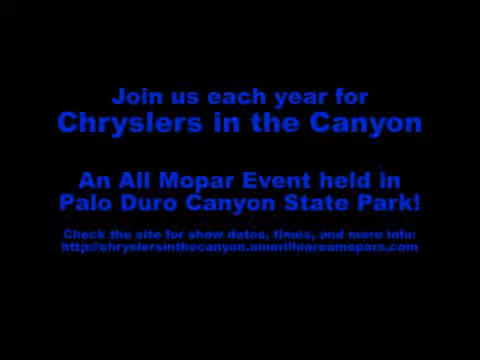 Join us each year for
Chryslers in the Canyon
An All Mopar Event held in
Palo Duro Canyon State Park!
Check the site for show dates, times, and more info:
http://chryslersinthecanyon.amarilloareamopars.com